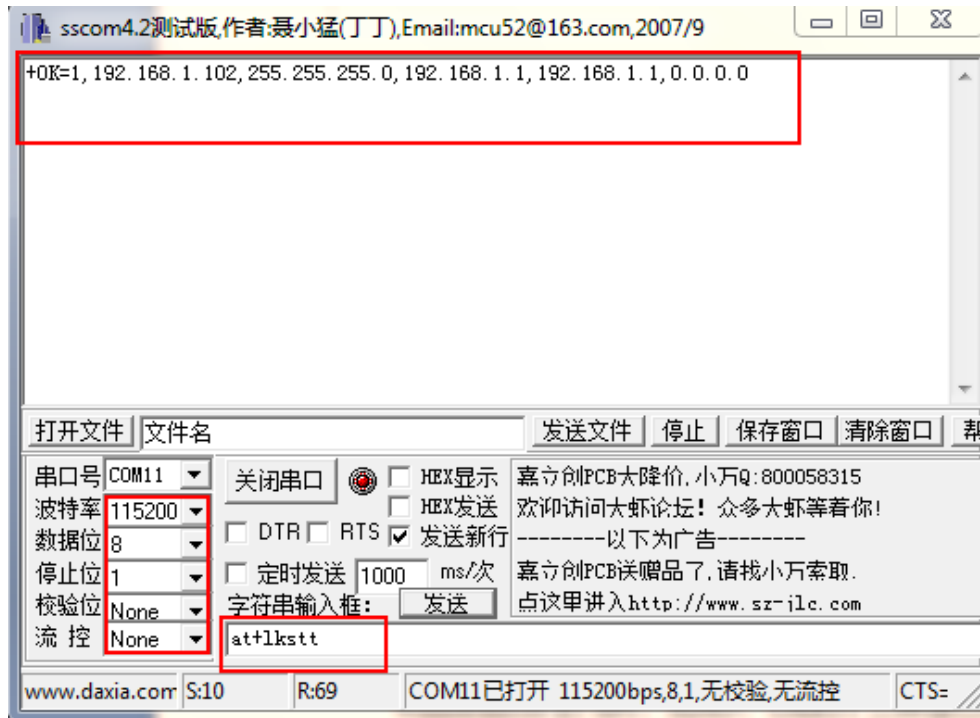 sscom4.2测试版,作者:聂小猛(丁丁),Email:mcu52@163.com,2007/9
+OK=1,192.168.1.102,255.255.255.0,192.168.1.1,192.168.1.1,0.0.0.0
打开文件 文件名 发送文件 停止 保存窗口 清除窗口
串口号 COM11 关闭串口 HEX显示 嘉立创PCB大降价,小万Q:800058315
波特率 115200 HEX发送 欢迎访问大虾论坛! 众多大虾等着你!
数据位 8 DTR RTS 发送新行 --------以下为广告--------
停止位 1 定时发送 1000 ms/次 嘉立创PCB送赠品了,请找小万索取.
校验位 None 字符串输入框: 发送 点这里进入http://www.sz-jlc.com
流 控 None at+lkstt
www.daxia.com S:10 R:69 COM11已打开 115200bps,8,1,无校验,无流控 CTS=